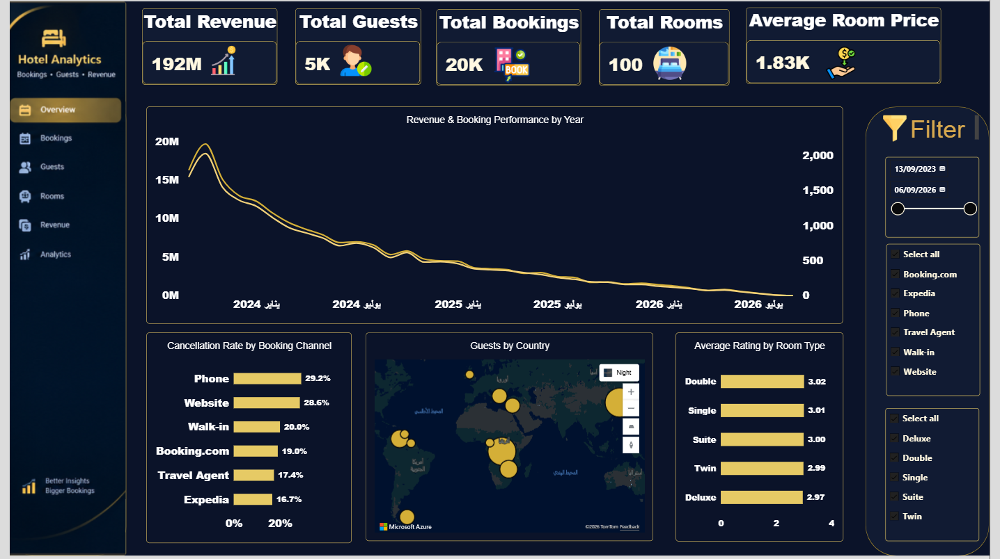 Hotel Analytics
Bookings • Guests • Revenue
Overview
Bookings
Guests
Rooms
Revenue
Analytics
Better Insights
Bigger Bookings
Total Revenue
192M
Total Guests
5K
Total Bookings
20K
BOOK
Total Rooms
100
Average Room Price
1.83K
Revenue & Booking Performance by Year
20M
15M
10M
5M
0M
2,000
1,500
1,000
500
0
يناير 2024
يوليو 2024
يناير 2025
يوليو 2025
يناير 2026
يوليو 2026
Cancellation Rate by Booking Channel
Phone 29.2%
Website 28.6%
Walk-in 20.0%
Booking.com 19.0%
Travel Agent 17.4%
Expedia 16.7%
0% 20%
Guests by Country
Night
أوروبا
آسيا
المحيط الأطلسي
أفريقيا
أمريكا
الجنوبية
المحيط الهندي
أستراليا
Microsoft Azure
©2026 TomTom Feedback
Average Rating by Room Type
Double 3.02
Single 3.01
Suite 3.00
Twin 2.99
Deluxe 2.97
0 2 4
Filter
13/09/2023
06/09/2026
Select all
Booking.com
Expedia
Phone
Travel Agent
Walk-in
Website
Select all
Deluxe
Double
Single
Suite
Twin